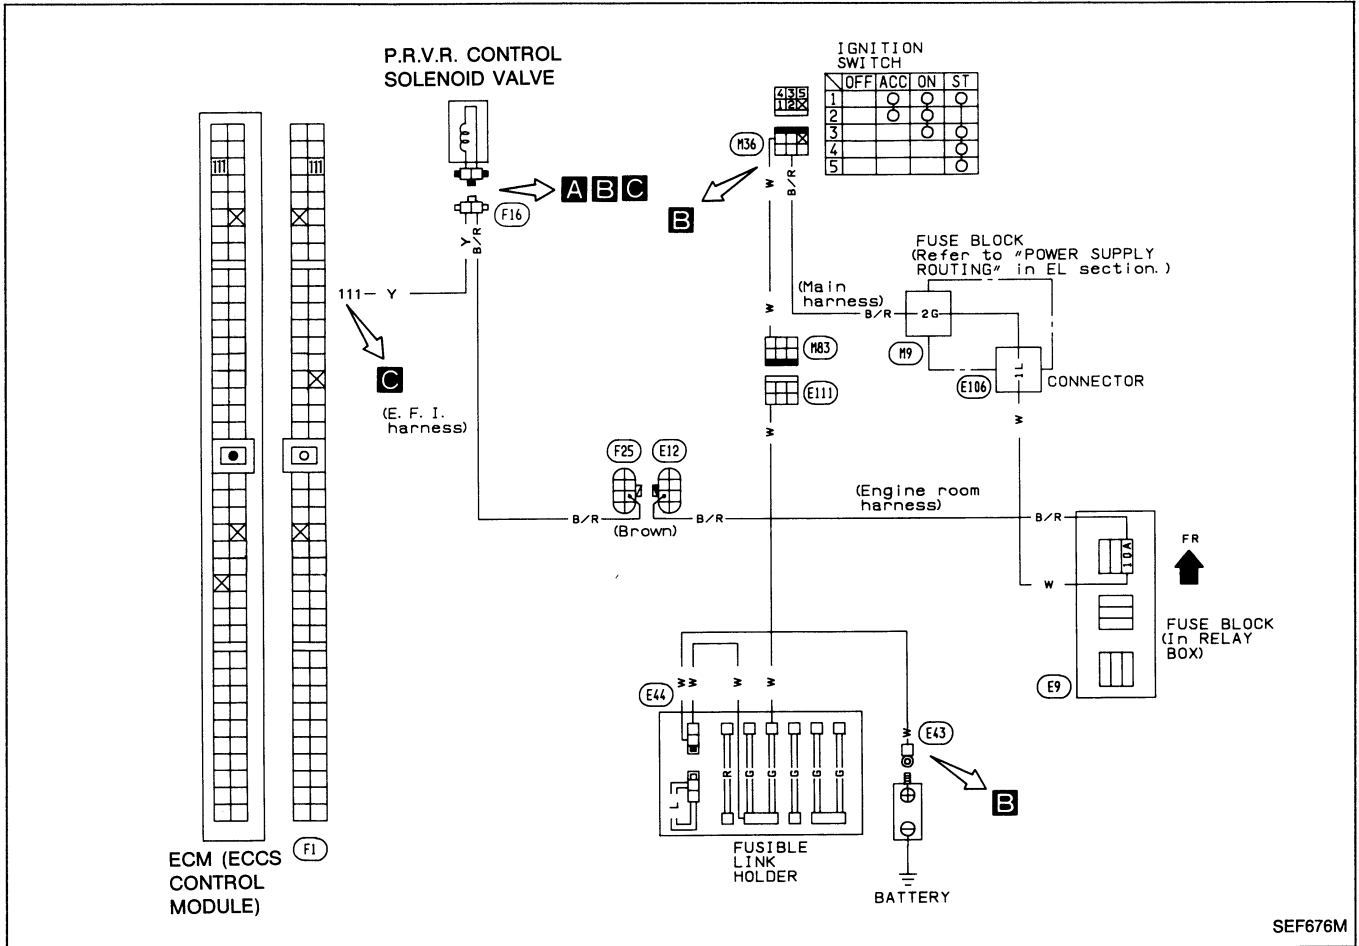 P.R.V.R. CONTROL
SOLENOID VALVE
IGNITION
SWITCH
OFF ACC ON ST
1
2
3
4
5
4 3 5
1 2
M36
W
B/R
111
111
A B C
B
F16
Y
B/R
FUSE BLOCK
(Refer to "POWER SUPPLY
ROUTING" in EL section.)
111 Y
(Main
harness)
W
B/R
2G
M83
M9
1L
CONNECTOR
E106
C
E111
(E. F. I.
harness)
W
W
F25
E12
(Engine room
harness)
B/R
(Brown)
B/R
B/R
10A
FR
W
FUSE BLOCK
(In RELAY
BOX)
E9
W
W
W
W
E44
W
E43
R
G
G
G
G
G
L
B
FUSIBLE
LINK
HOLDER
BATTERY
ECM (ECCS
CONTROL
MODULE)
F1
SEF676M